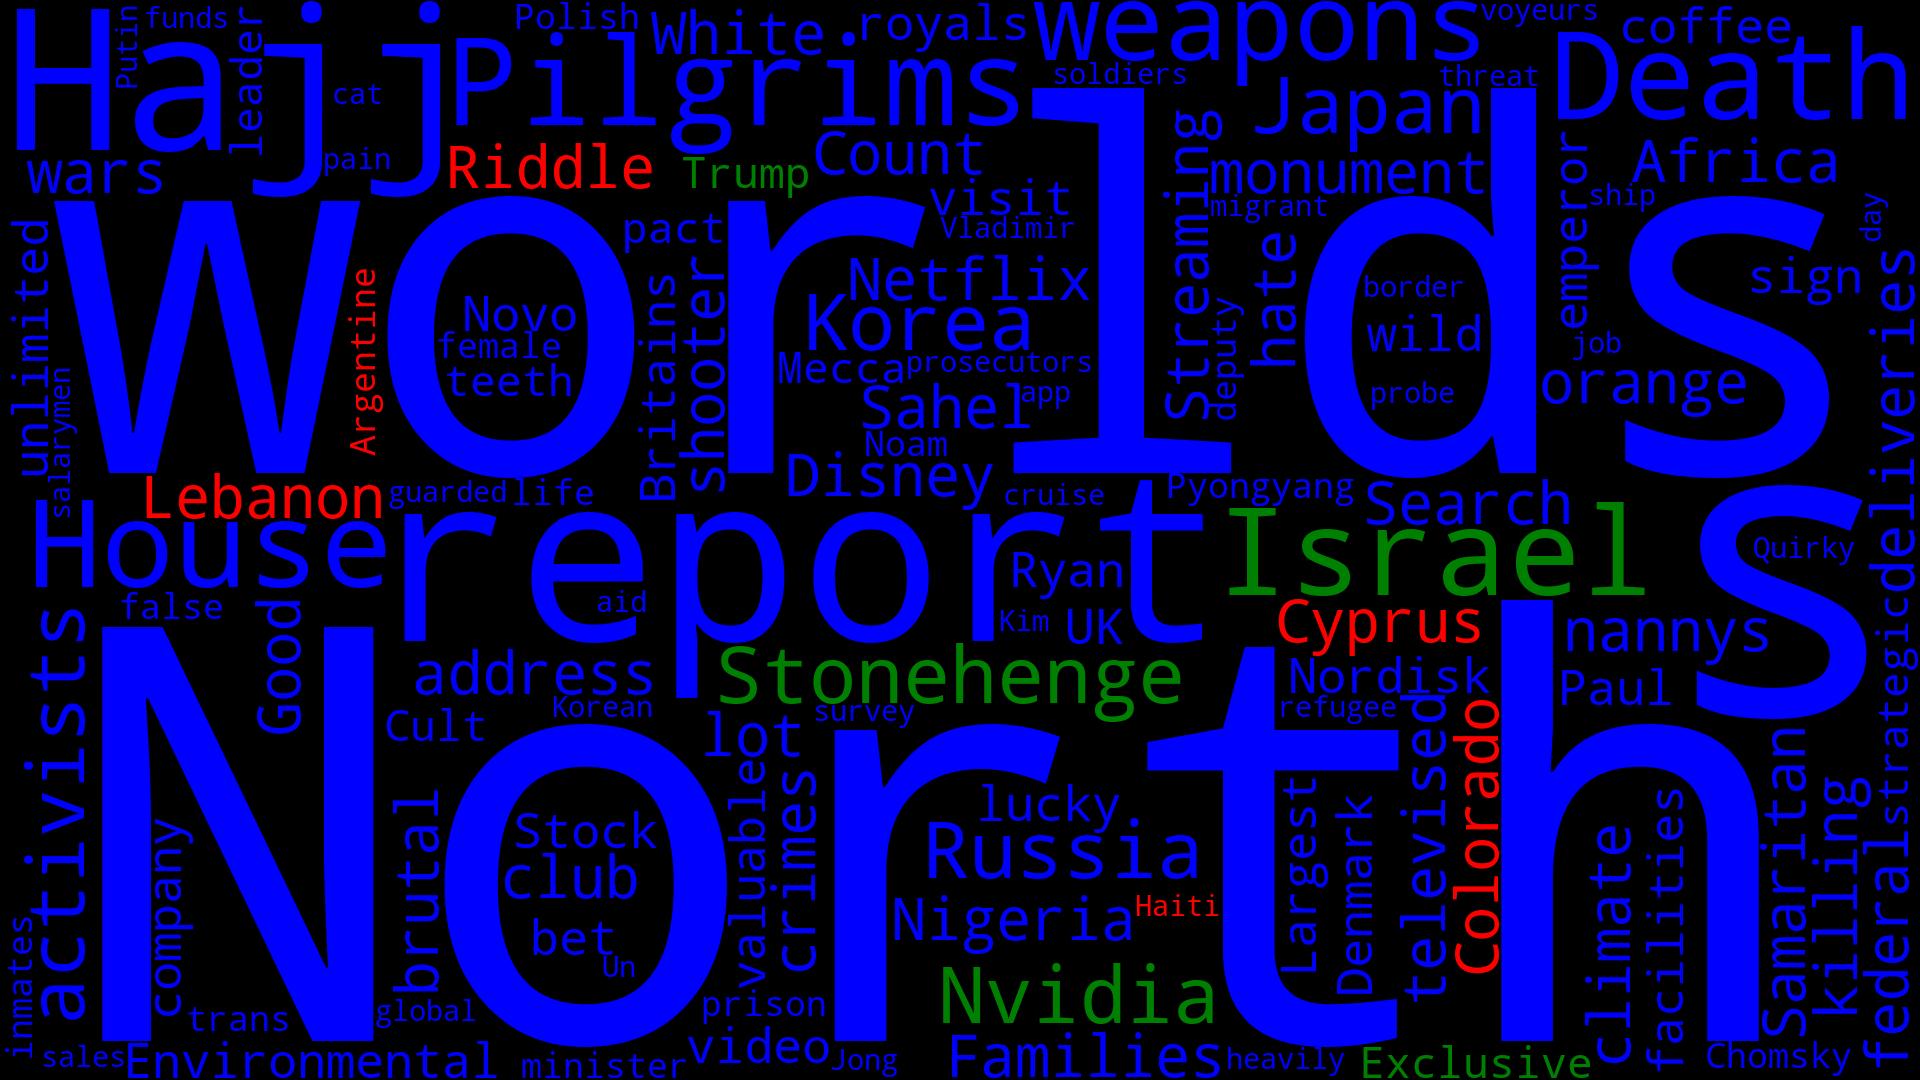 Hajj
Putin
funds
leader
cat
pain
wars
Pilgrims
Polish
White
royals
weapons
voyeurs
soldiers
threat
coffee
Death
Japan
Riddle
Trump
Count
monument
Africa
visit
Vladimir
migrant
ship
day
emperor
Streaming
worlds
unlimited
salarymen
Argentine
Novo
female
teeth
pact
Britains
shooter
Netflix
Korea
Mecca
prosecutors
Sahel
app
Noam
Disney
deputy
hate
border
wild
probe
job
orange
sign
deliveries
Lebanon
guarded
life
cruise
Pyongyang
Search
House
report
Israel
s
Quirky
false
Good
aid
Ryan
Kim
UK
Cyprus
nannys
activists
address
Korean
Stonehenge
survey
Nordisk
refugee
Paul
strategic
Cult
lot
North
company
brutal
Stock
club
bet
Un
valuable
crimes
lucky
Russia
Nigeria
Haiti
Largest
Denmark
televised
Colorado
climate
facilities
Samaritan
killing
federal
inmates
trans
global
prison
Nvidia
sales
Environmental
minister
video
Jong
Families
heavily
Exclusive
Chomsky